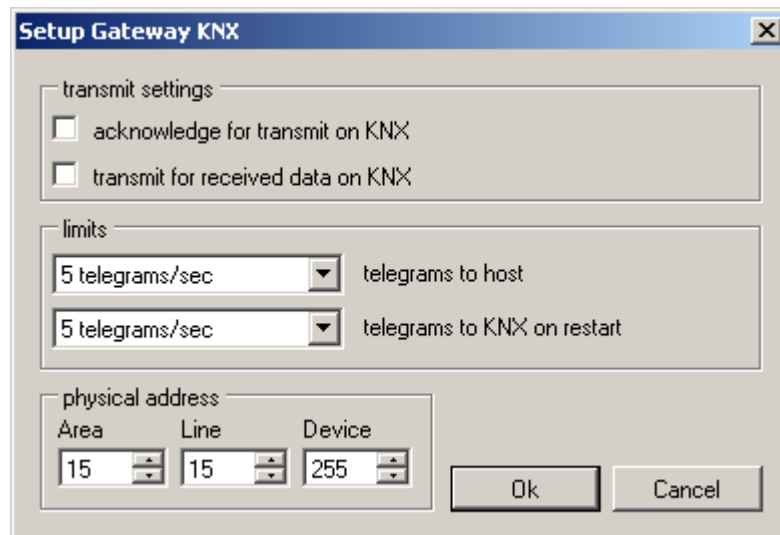 Setup Gateway KNX
transmit settings
acknowledge for transmit on KNX
transmit for received data on KNX
limits
5 telegrams/sec telegrams to host
5 telegrams/sec telegrams to KNX on restart
physical address
Area Line Device
15 15 255
Ok Cancel